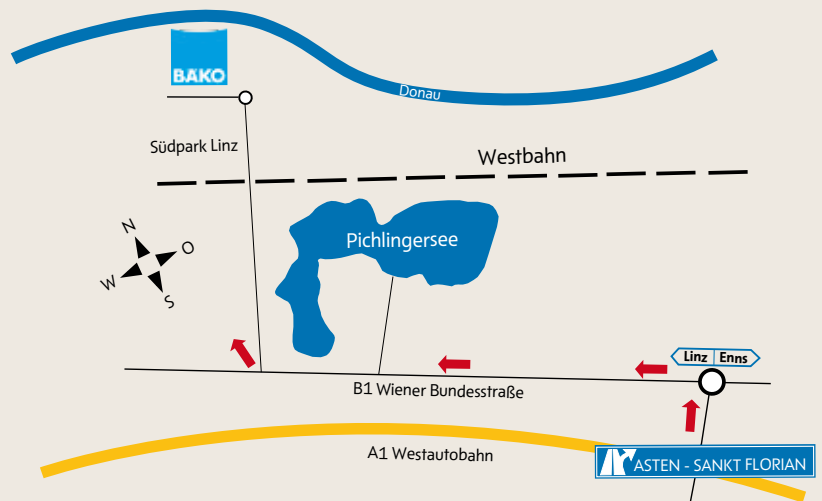 BÄKO
Donau
Südpark Linz
Westbahn
N
O
W
S
Pichlingersee
Linz Enns
B1 Wiener Bundesstraße
A1 Westautobahn
ASTEN - SANKT FLORIAN